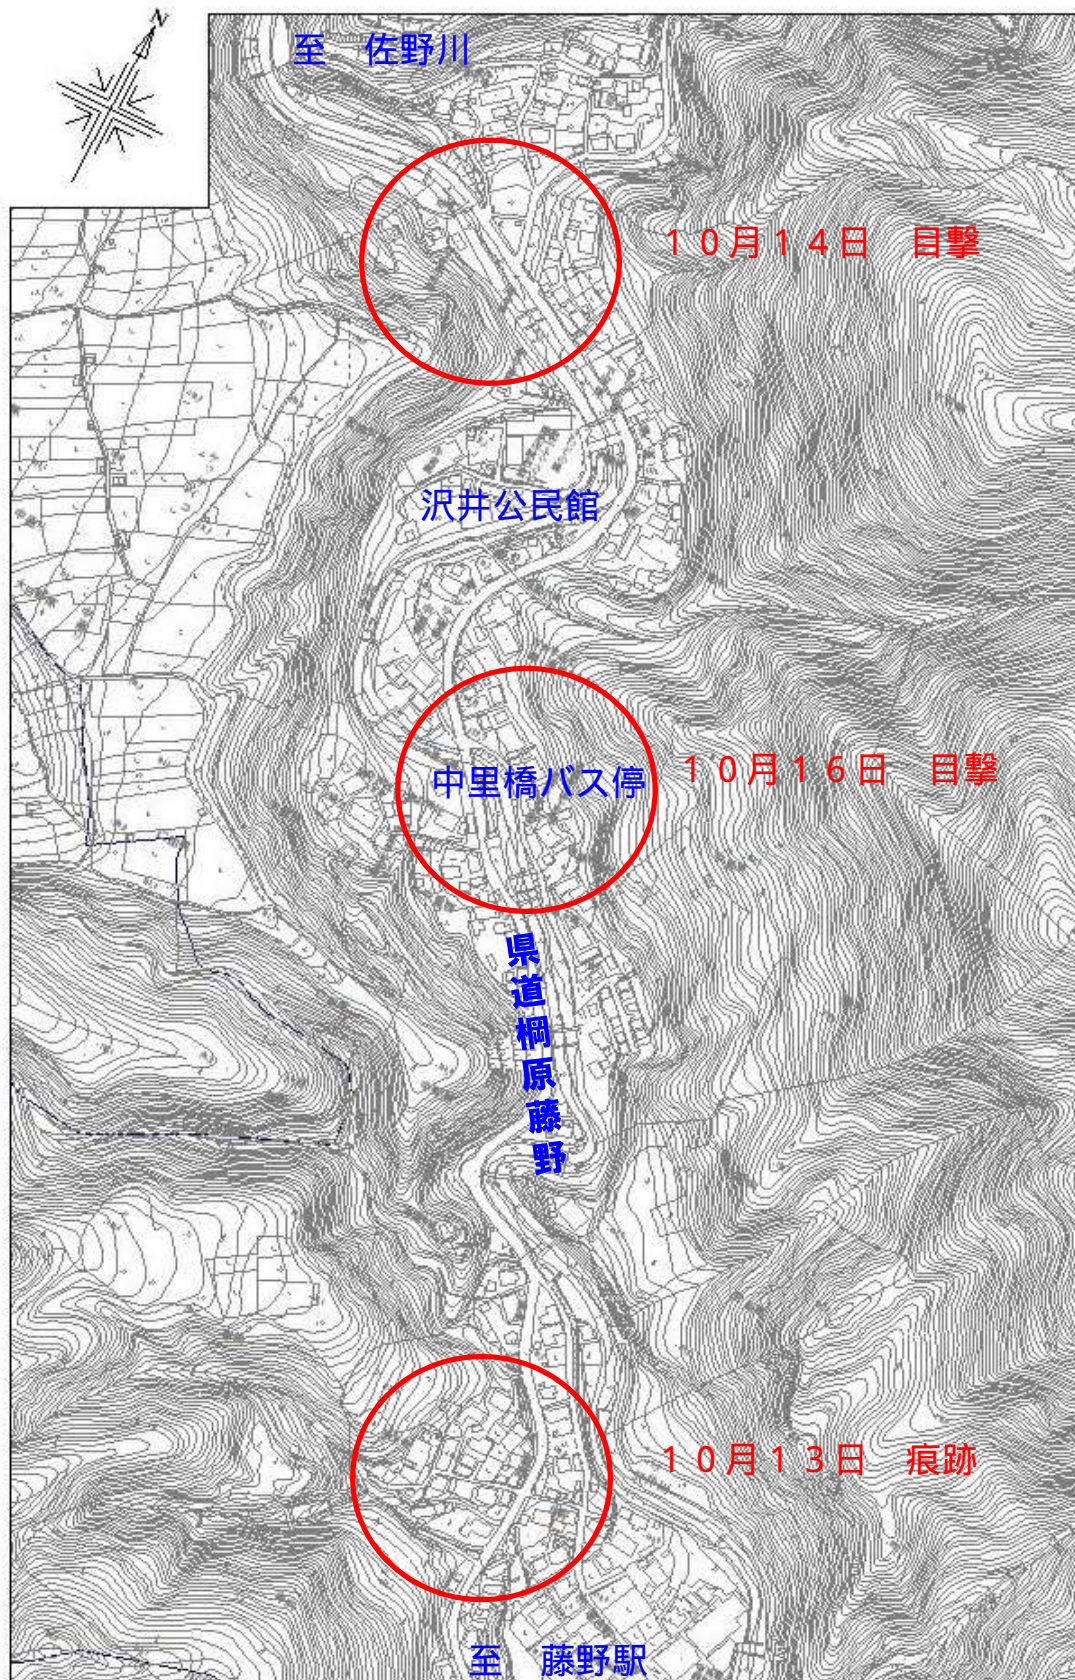 N
至　佐野川
１０月１４日　目撃
沢井公民館
１０月１６日　目撃
中里橋バス停
県道棡原藤野
１０月１３日　痕跡
至　藤野駅